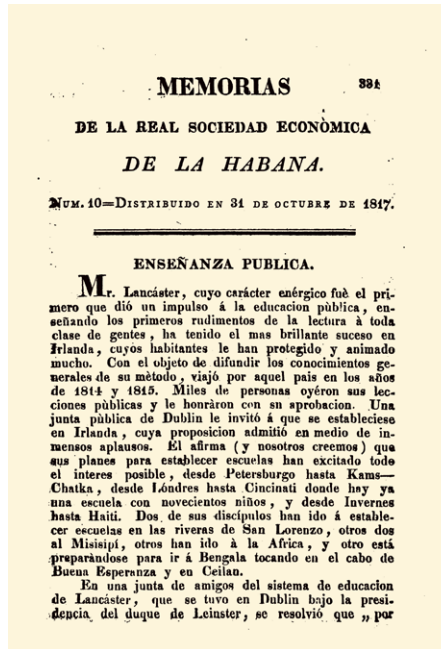 MEMORIAS 331
DE LA REAL SOCIEDAD ECONÒMICA
DE LA HABANA.
NUM. 10=DISTRIBUIDO EN 31 DE OCTUBRE DE 1817.
ENSEÑANZA PUBLICA.
Mr. Lancáster, cuyo carácter enérgico fuè el pri-
mero que dió un impulso á la educacion pùblica, en-
señando los primeros rudimentos de la lectura à toda
clase de gentes, ha tenido el mas brillante suceso en
Irlanda, cuyos habitantes le han protegido y animado
mucho. Con el objeto de difundir los conocimientos ge-
nerales de su mètodo, viajó por aquel pais en los años
de 1814 y 1815. Miles de personas oyéron sus lec-
ciones pùblicas y le honràron con su aprobacion. Una
junta pùblica de Dublin le invitó á que se estableciese
en Irlanda, cuya proposicion admitió en medio de in-
mensos aplausos. El afirma (y nosotros creemos) que
sus planes para establecer escuelas han excitado todo
el interes posible, desde Petersburgo hasta Kams—
Chatka, desde Lóndres hasta Cincinati donde hay ya
una escuela con novecientos niños, y desde Invernes
hasta Haiti. Dos de sus discípulos han ido á estable-
cer escuelas en las riveras de San Lorenzo, otros dos
al Misisipí, otros han ido à la Africa, y otro está
preparàndose para ir á Bengala tocando en el cabo de
Buena Esperanza y en Ceilan.
En una junta de amigos del sistema de educacion
de Lancáster, que se tuvo en Dublin bajo la presi-
dencia del duque de Leinster, se resolvió que „ por